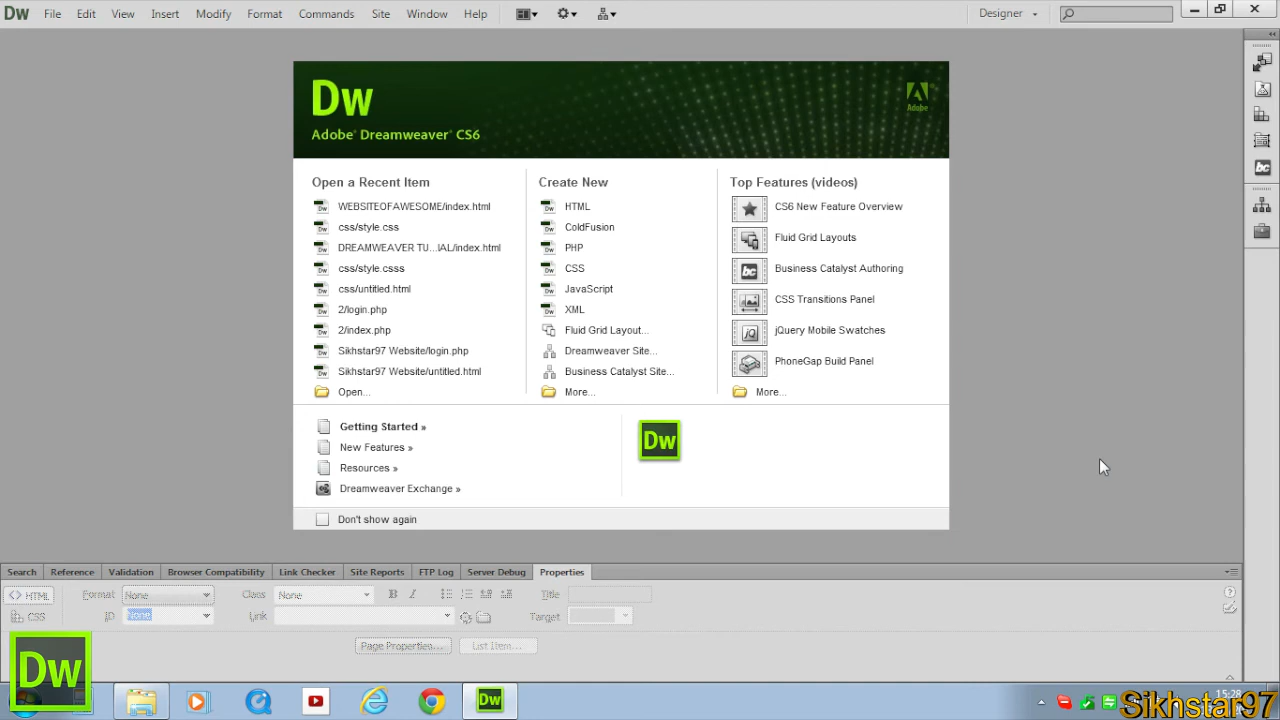 Dw File Edit View Insert Modify Format Commands Site Window Help Designer
Dw
Adobe
Adobe® Dreamweaver® CS6
Open a Recent Item
WEBSITEOFAWESOME/index.html
css/style.css
DREAMWEAVER TU...IAL/index.html
css/style.csss
css/untitled.html
2/login.php
2/index.php
Sikhstar97 Website/login.php
Sikhstar97 Website/untitled.html
Open...
Create New
HTML
ColdFusion
PHP
CSS
JavaScript
XML
Fluid Grid Layout...
Dreamweaver Site...
Business Catalyst Site...
More...
Top Features (videos)
CS6 New Feature Overview
Fluid Grid Layouts
Business Catalyst Authoring
CSS Transitions Panel
jQuery Mobile Swatches
PhoneGap Build Panel
More...
Getting Started »
New Features »
Resources »
Dreamweaver Exchange »
Dw
Don't show again
Search Reference Validation Browser Compatibility Link Checker Site Reports FTP Log Server Debug Properties
<> HTML Format None Class None B I Title
CSS ID None Link Target
Page Properties... List Item...
Dw
Dw
15:28
Sikhstar97